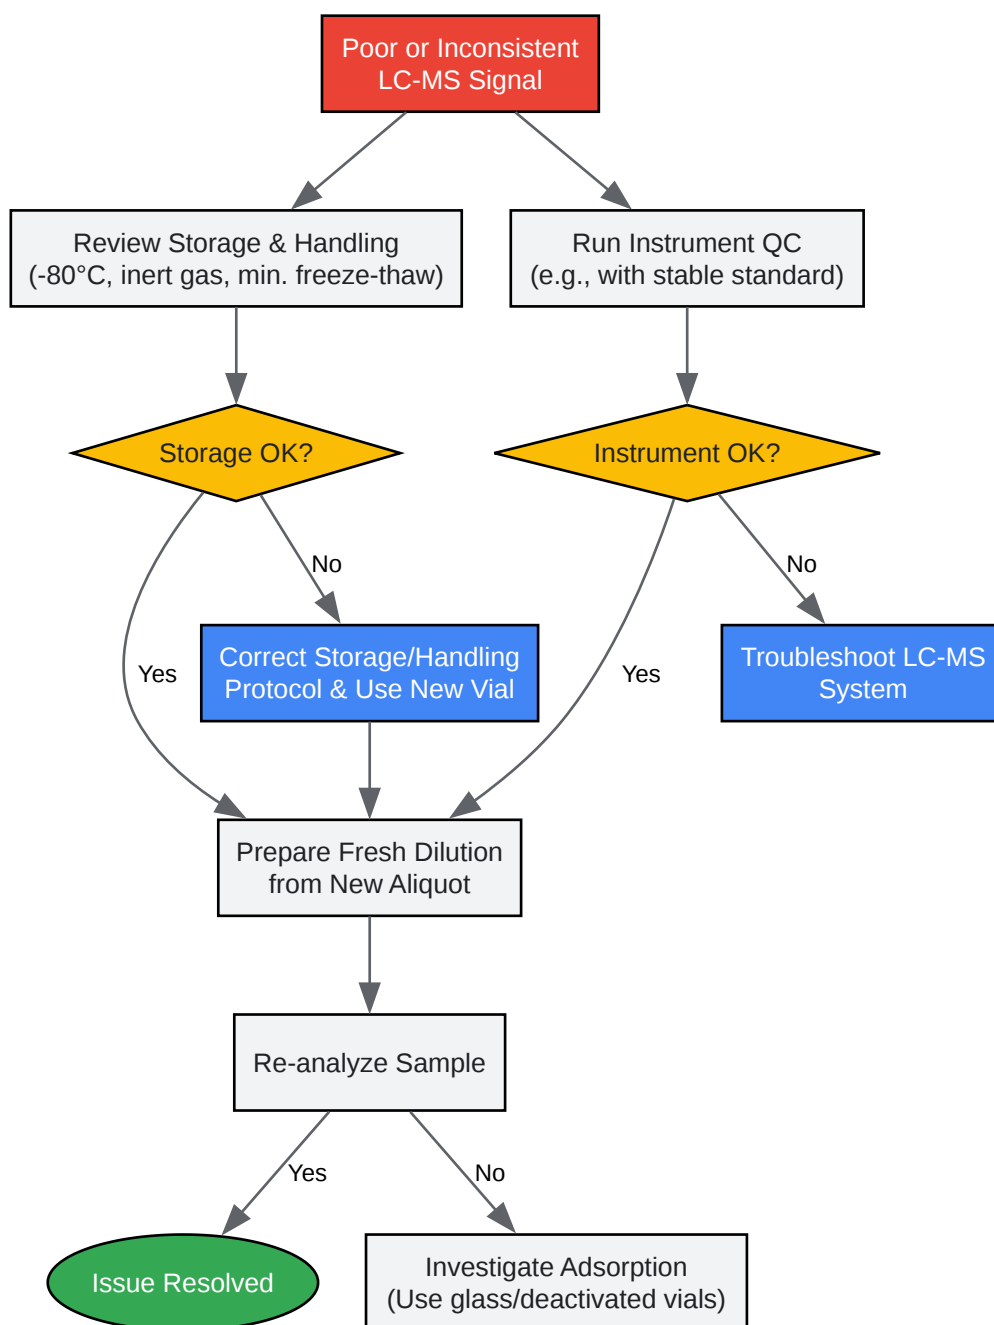 Poor or Inconsistent
LC-MS Signal
Review Storage & Handling
(-80°C, inert gas, min. freeze-thaw)
Run Instrument QC
(e.g., with stable standard)
Storage OK?
Instrument OK?
No
No
Yes
Correct Storage/Handling
Protocol & Use New Vial
Yes
Troubleshoot LC-MS
System
Prepare Fresh Dilution
from New Aliquot
Re-analyze Sample
Yes
No
Issue Resolved
Investigate Adsorption
(Use glass/deactivated vials)